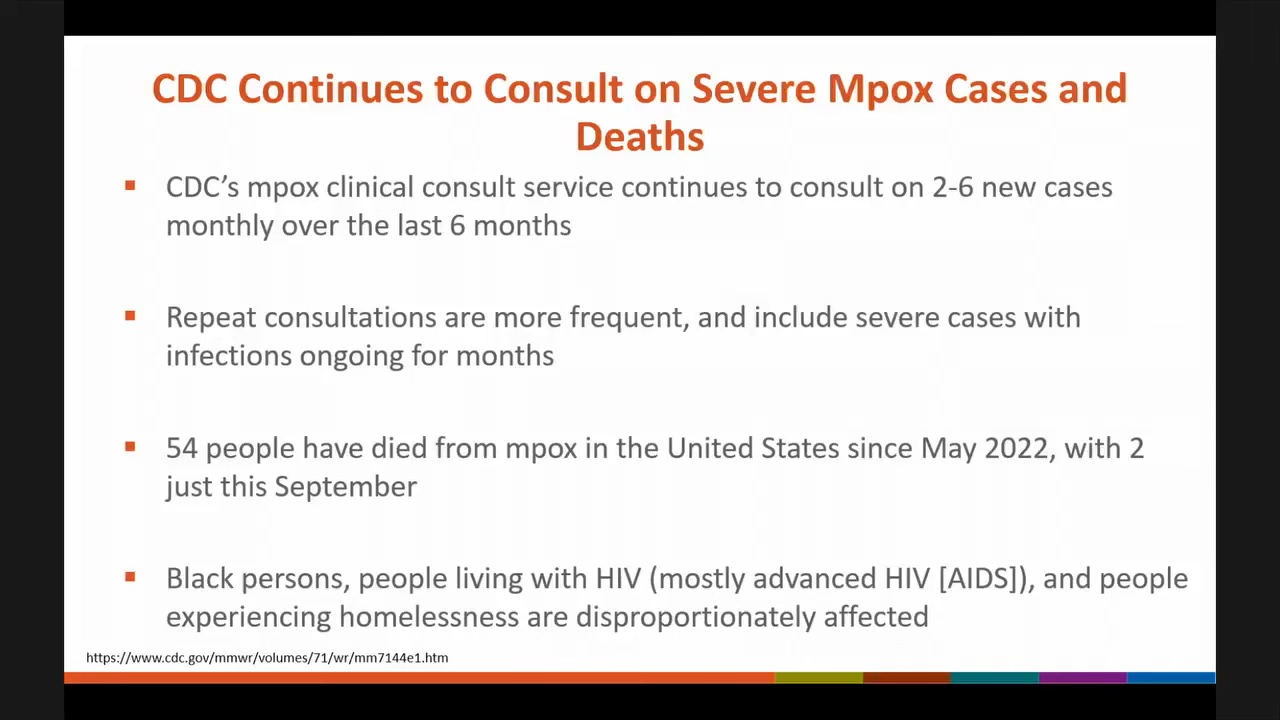 CDC Continues to Consult on Severe Mpox Cases and
Deaths
▪ CDC’s mpox clinical consult service continues to consult on 2-6 new cases
monthly over the last 6 months
▪ Repeat consultations are more frequent, and include severe cases with
infections ongoing for months
▪ 54 people have died from mpox in the United States since May 2022, with 2
just this September
▪ Black persons, people living with HIV (mostly advanced HIV [AIDS]), and people
experiencing homelessness are disproportionately affected
https://www.cdc.gov/mmwr/volumes/71/wr/mm7144e1.htm